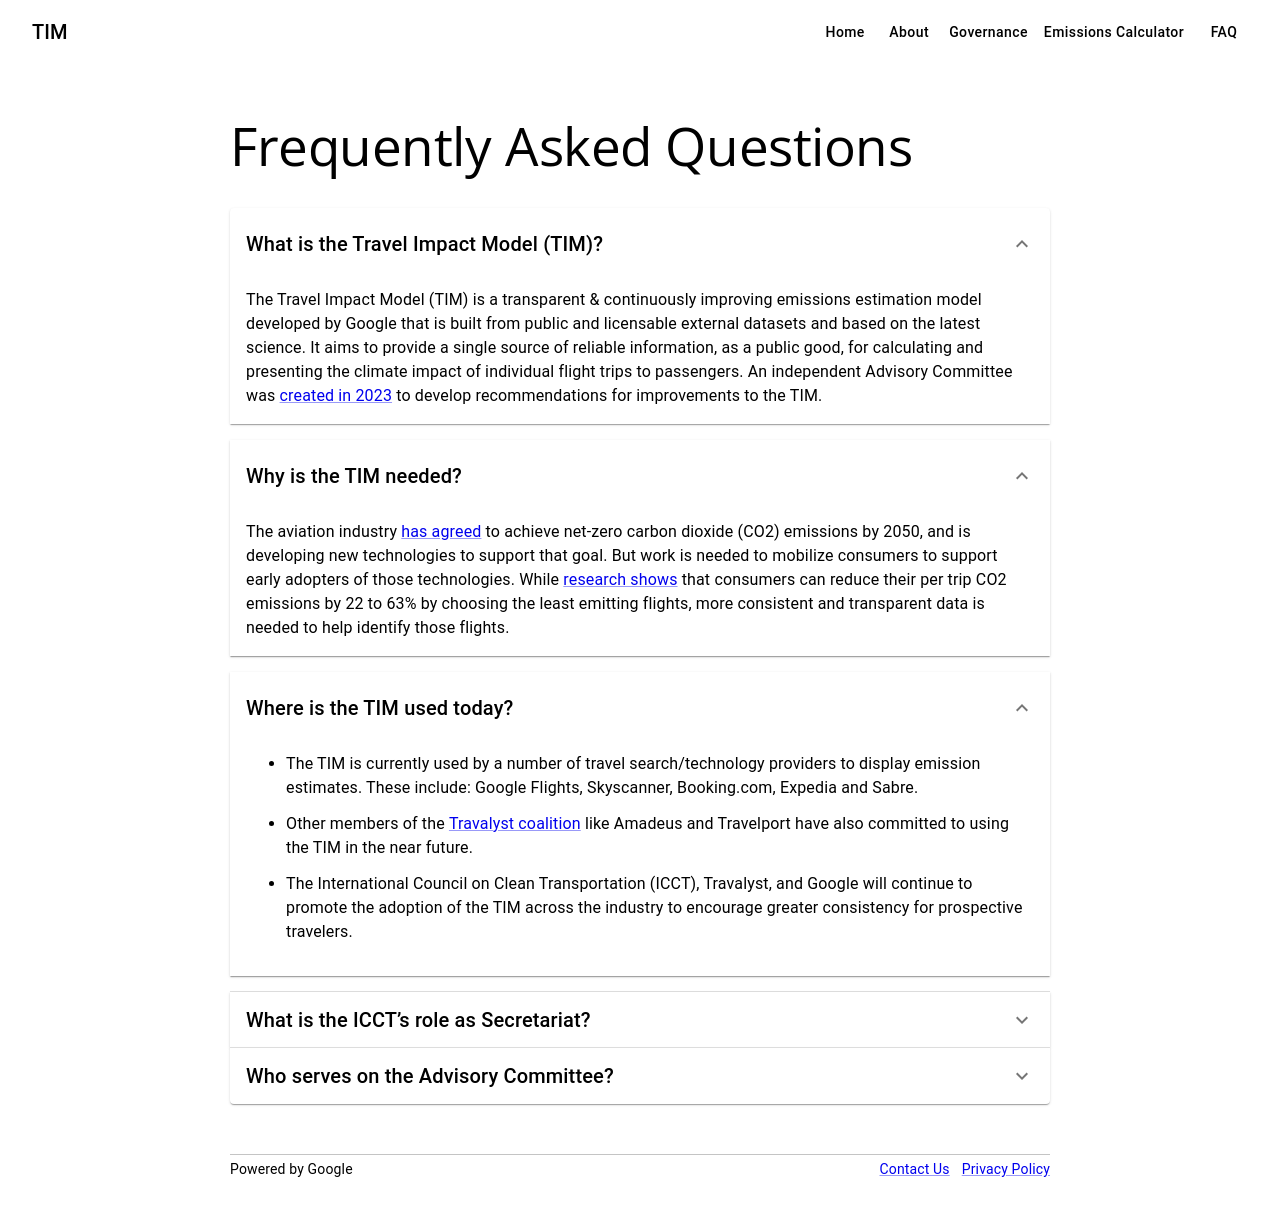 TIM
Home About Governance Emissions Calculator FAQ
Frequently Asked Questions
What is the Travel Impact Model (TIM)?
The Travel Impact Model (TIM) is a transparent & continuously improving emissions estimation model
developed by Google that is built from public and licensable external datasets and based on the latest
science. It aims to provide a single source of reliable information, as a public good, for calculating and
presenting the climate impact of individual flight trips to passengers. An independent Advisory Committee
was created in 2023 to develop recommendations for improvements to the TIM.
Why is the TIM needed?
The aviation industry has agreed to achieve net-zero carbon dioxide (CO2) emissions by 2050, and is
developing new technologies to support that goal. But work is needed to mobilize consumers to support
early adopters of those technologies. While research shows that consumers can reduce their per trip CO2
emissions by 22 to 63% by choosing the least emitting flights, more consistent and transparent data is
needed to help identify those flights.
Where is the TIM used today?
• The TIM is currently used by a number of travel search/technology providers to display emission
estimates. These include: Google Flights, Skyscanner, Booking.com, Expedia and Sabre.
• Other members of the Travalyst coalition like Amadeus and Travelport have also committed to using
the TIM in the near future.
• The International Council on Clean Transportation (ICCT), Travalyst, and Google will continue to
promote the adoption of the TIM across the industry to encourage greater consistency for prospective
travelers.
What is the ICCT’s role as Secretariat?
Who serves on the Advisory Committee?
Powered by Google Contact Us Privacy Policy